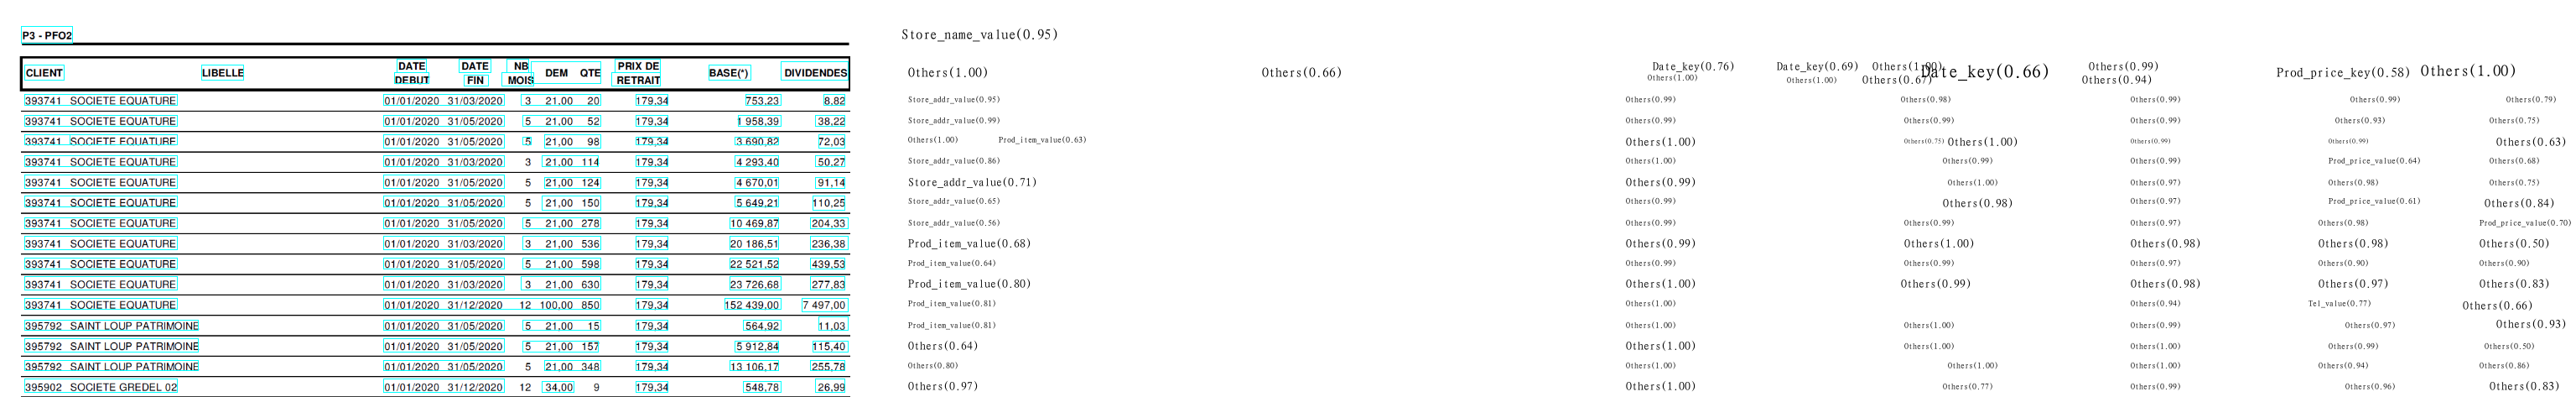 P3 - PFO2 Store_name_value(0.95)
CLIENT LIBELLE DATE DEBUT DATE FIN NB MOIS DEM QTE PRIX DE RETRAIT BASE(*) DIVIDENDES Others(1.00) Others(0.66) Date_key(0.76) Others(1.00) Date_key(0.69) Others(1.00) Others(1.00) Others(0.67) Date_key(0.66) Others(0.99) Others(0.94) Prod_price_key(0.58) Others(1.00)
393741 SOCIETE EQUATURE 01/01/2020 31/03/2020 3 21,00 20 179,34 753,23 8,82 Store_addr_value(0.95) Others(0.99) Others(0.98) Others(0.99) Others(0.99) Others(0.79)
393741 SOCIETE EQUATURE 01/01/2020 31/05/2020 5 21,00 52 179,34 1 958,39 38,22 Store_addr_value(0.99) Others(0.99) Others(0.99) Others(0.99) Others(0.93) Others(0.75)
393741 SOCIETE EQUATURE 01/01/2020 31/05/2020 5 21,00 98 179,34 3 690,82 72,03 Others(1.00) Prod_item_value(0.63) Others(1.00) Others(0.75) Others(1.00) Others(0.99) Others(0.99) Others(0.63)
393741 SOCIETE EQUATURE 01/01/2020 31/03/2020 3 21,00 114 179,34 4 293,40 50,27 Store_addr_value(0.86) Others(1.00) Others(0.99) Others(0.99) Prod_price_value(0.64) Others(0.68)
393741 SOCIETE EQUATURE 01/01/2020 31/05/2020 5 21,00 124 179,34 4 670,01 91,14 Store_addr_value(0.71) Others(0.99) Others(1.00) Others(0.97) Others(0.98) Others(0.75)
393741 SOCIETE EQUATURE 01/01/2020 31/05/2020 5 21,00 150 179,34 5 649,21 110,25 Store_addr_value(0.65) Others(0.99) Others(0.98) Others(0.97) Prod_price_value(0.61) Others(0.84)
393741 SOCIETE EQUATURE 01/01/2020 31/05/2020 5 21,00 278 179,34 10 469,87 204,33 Store_addr_value(0.56) Others(0.99) Others(0.99) Others(0.97) Others(0.98) Prod_price_value(0.70)
393741 SOCIETE EQUATURE 01/01/2020 31/03/2020 3 21,00 536 179,34 20 186,51 236,38 Prod_item_value(0.68) Others(0.99) Others(1.00) Others(0.98) Others(0.98) Others(0.50)
393741 SOCIETE EQUATURE 01/01/2020 31/05/2020 5 21,00 598 179,34 22 521,52 439,53 Prod_item_value(0.64) Others(0.99) Others(0.99) Others(0.97) Others(0.90) Others(0.90)
393741 SOCIETE EQUATURE 01/01/2020 31/03/2020 3 21,00 630 179,34 23 726,68 277,83 Prod_item_value(0.80) Others(1.00) Others(0.99) Others(0.98) Others(0.97) Others(0.83)
393741 SOCIETE EQUATURE 01/01/2020 31/12/2020 12 100,00 850 179,34 152 439,00 7 497,00 Prod_item_value(0.81) Others(1.00) Others(0.94) Tel_value(0.77) Others(0.66)
395792 SAINT LOUP PATRIMOINE 01/01/2020 31/05/2020 5 21,00 15 179,34 564,92 11,03 Prod_item_value(0.81) Others(1.00) Others(1.00) Others(0.99) Others(0.97) Others(0.93)
395792 SAINT LOUP PATRIMOINE 01/01/2020 31/05/2020 5 21,00 157 179,34 5 912,84 115,40 Others(0.64) Others(1.00) Others(1.00) Others(1.00) Others(0.99) Others(0.50)
395792 SAINT LOUP PATRIMOINE 01/01/2020 31/05/2020 5 21,00 348 179,34 13 106,17 255,78 Others(0.80) Others(1.00) Others(1.00) Others(1.00) Others(0.94) Others(0.86)
395902 SOCIETE GREDEL 02 01/01/2020 31/12/2020 12 34,00 9 179,34 548,78 26,99 Others(0.97) Others(1.00) Others(0.77) Others(0.99) Others(0.96) Others(0.83)